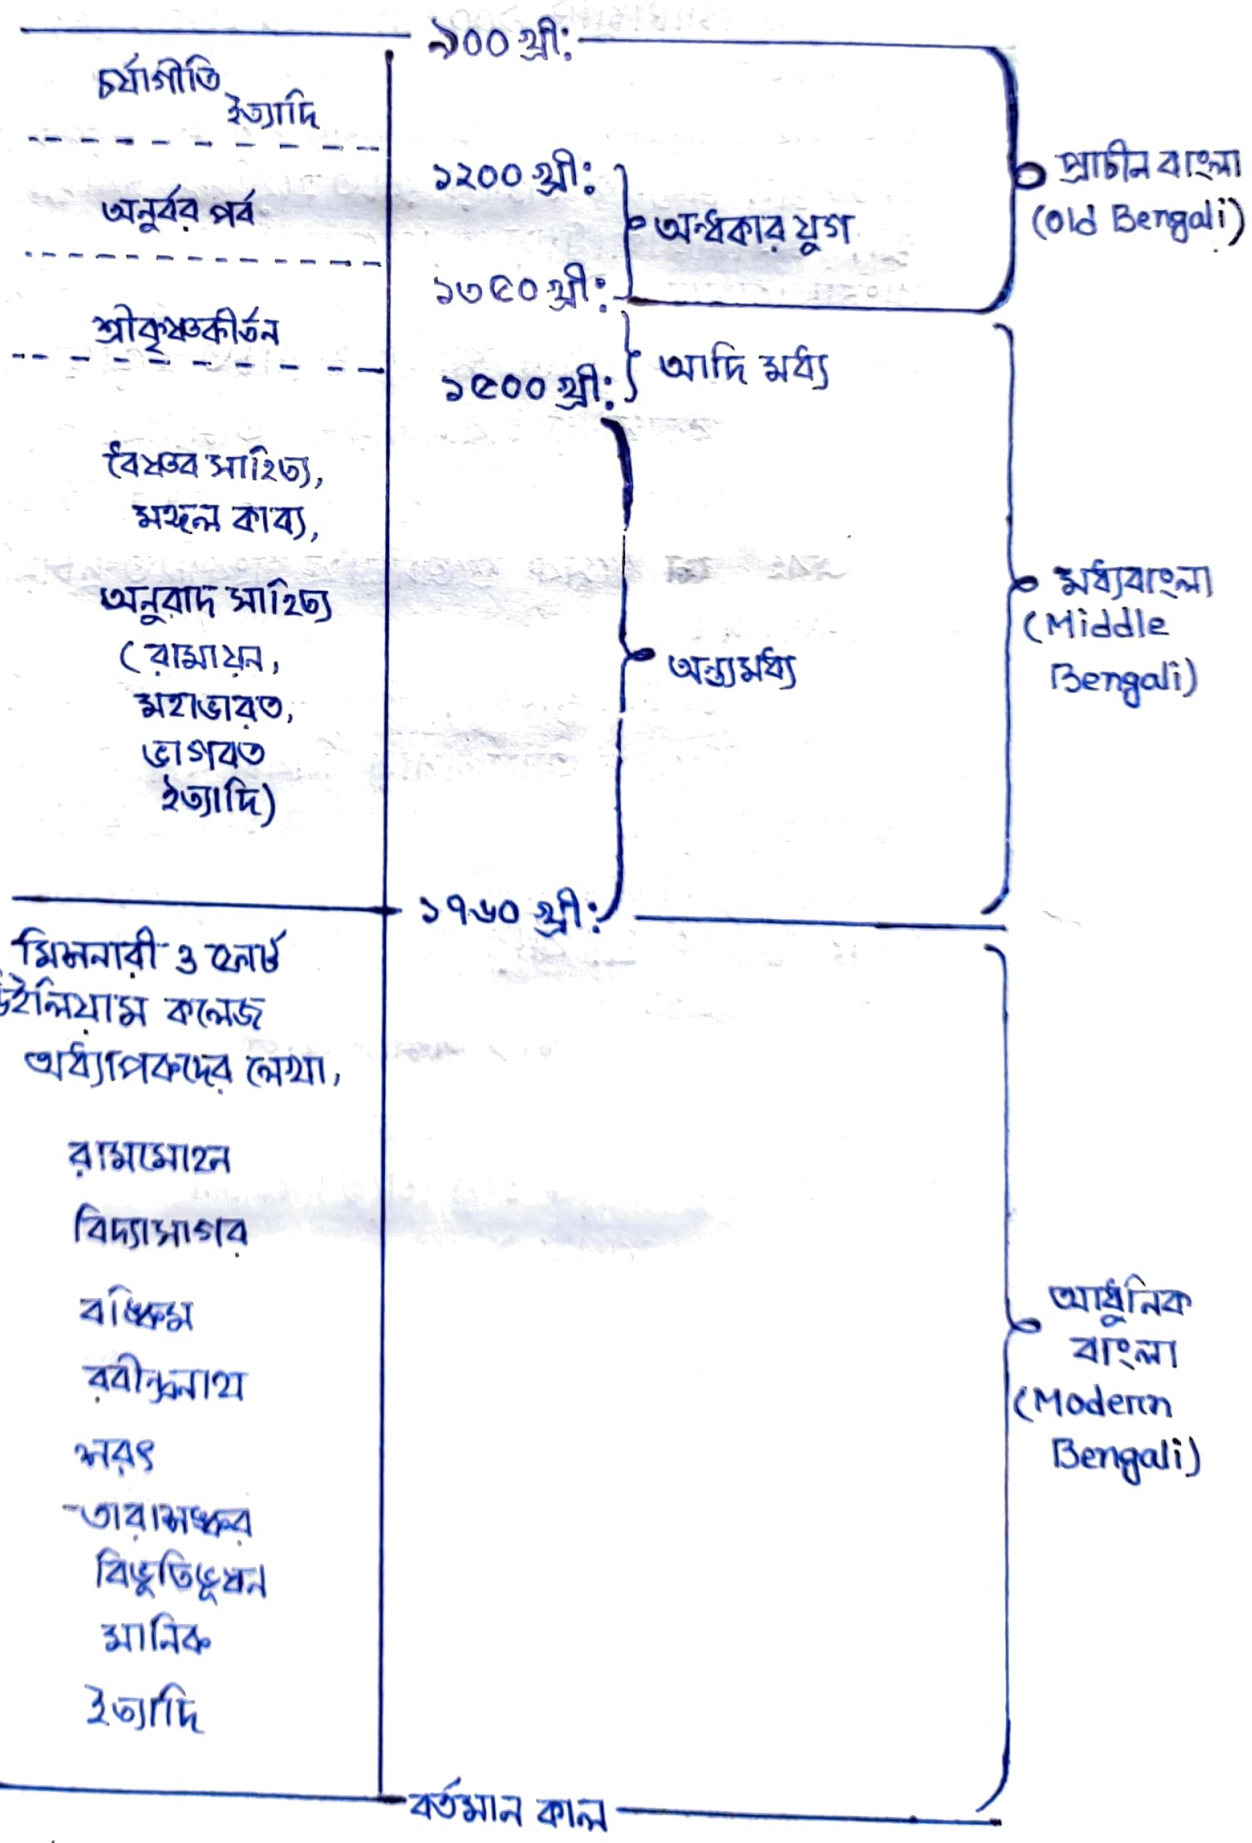 ৯০০ খ্রী:
চর্যাগীতি
ইত্যাদি
১২০০ খ্রী:
প্রাচীন বাংলা
(Old Bengali)
অনুর্বর পর্ব
অন্ধকার যুগ
১৩৫০ খ্রী:
শ্রীকৃষ্ণকীর্তন
আদি মধ্য
১৫০০ খ্রী:
বৈষ্ণব সাহিত্য,
মঙ্গল কাব্য,
অনুবাদ সাহিত্য
(রামায়ন,
মহাভারত,
ভাগবত
ইত্যাদি)
অন্ত্যমধ্য
মধ্যবাংলা
(Middle
Bengali)
১৭৬০ খ্রী:
মিশনারী ও ফোর্ট
উইলিয়াম কলেজ
অধ্যাপকদের লেখা,
রামমোহন
বিদ্যাসাগর
বঙ্কিম
রবীন্দ্রনাথ
শরৎ
তারাশঙ্কর
বিভূতিভূষন
মানিক
ইত্যাদি
আধুনিক
বাংলা
(Modern
Bengali)
বর্তমান কাল